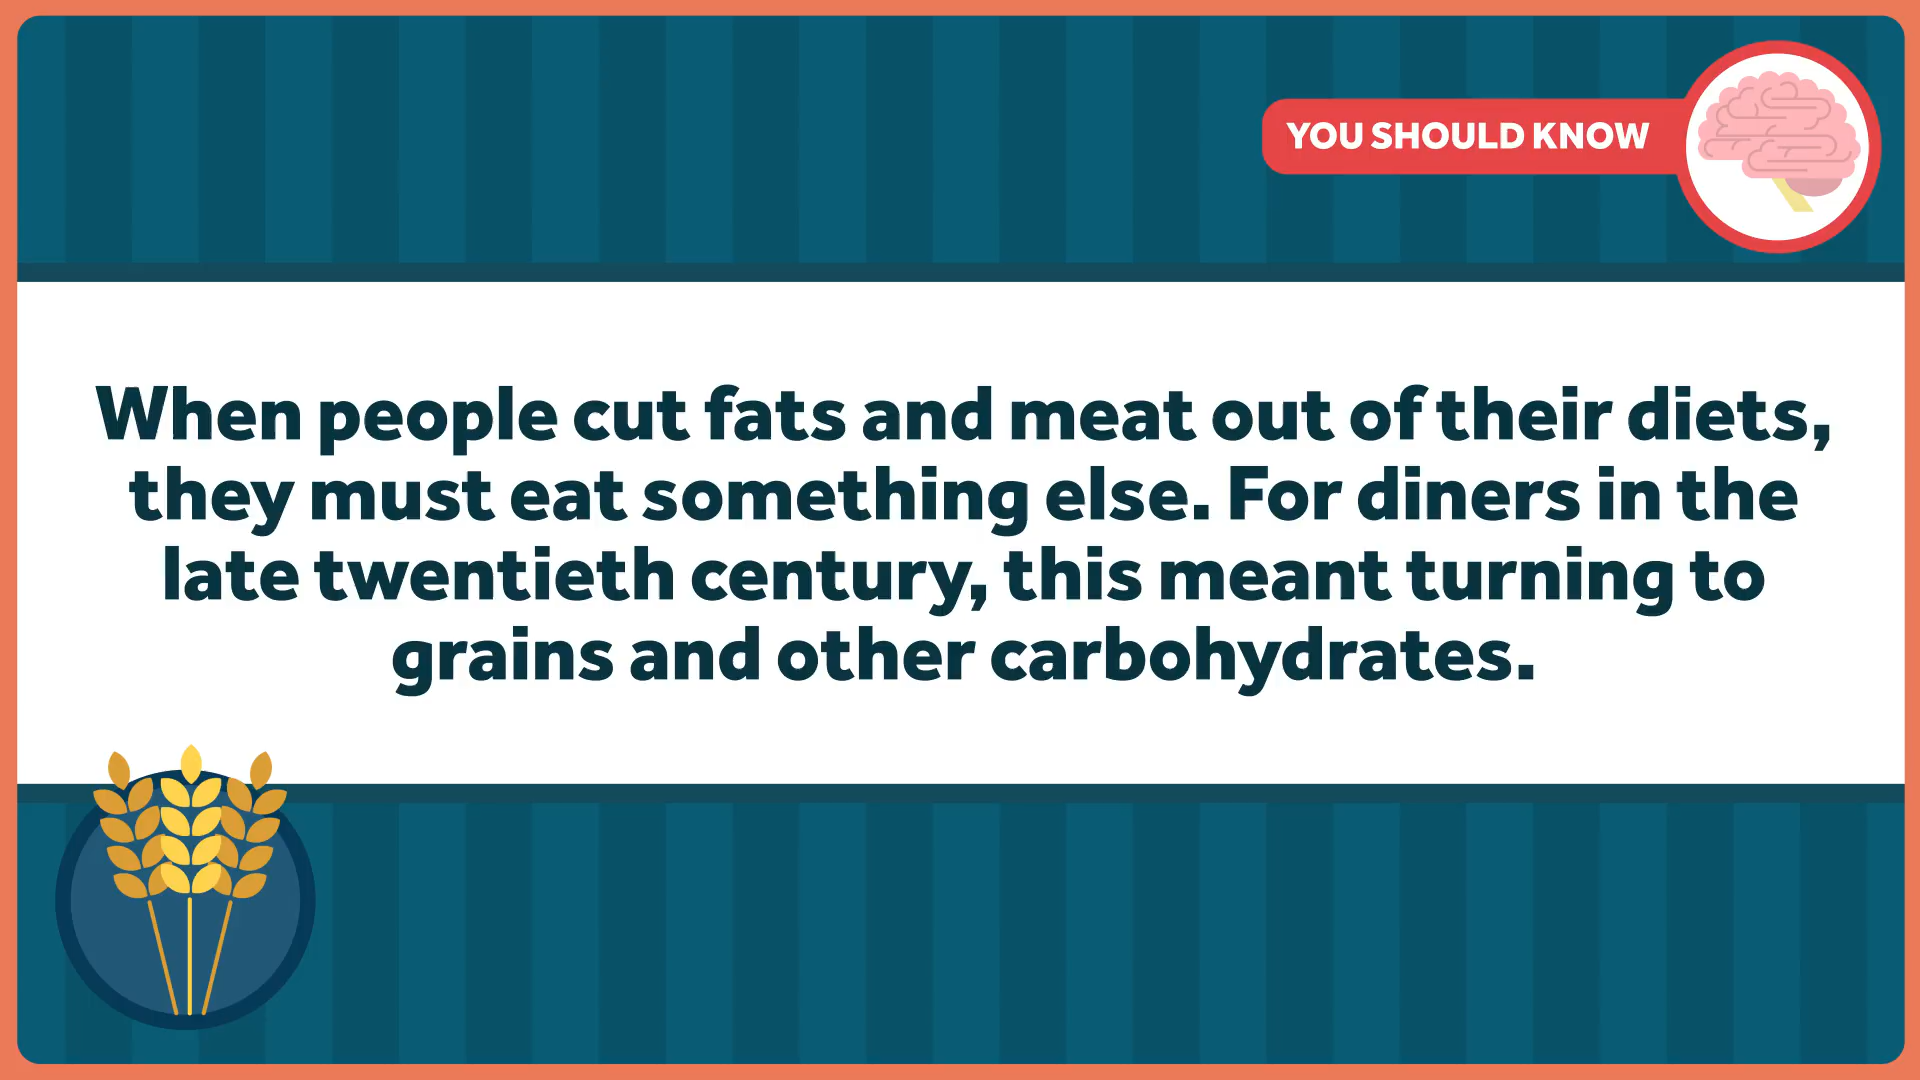 YOU SHOULD KNOW
When people cut fats and meat out of their diets,
they must eat something else. For diners in the
late twentieth century, this meant turning to
grains and other carbohydrates.